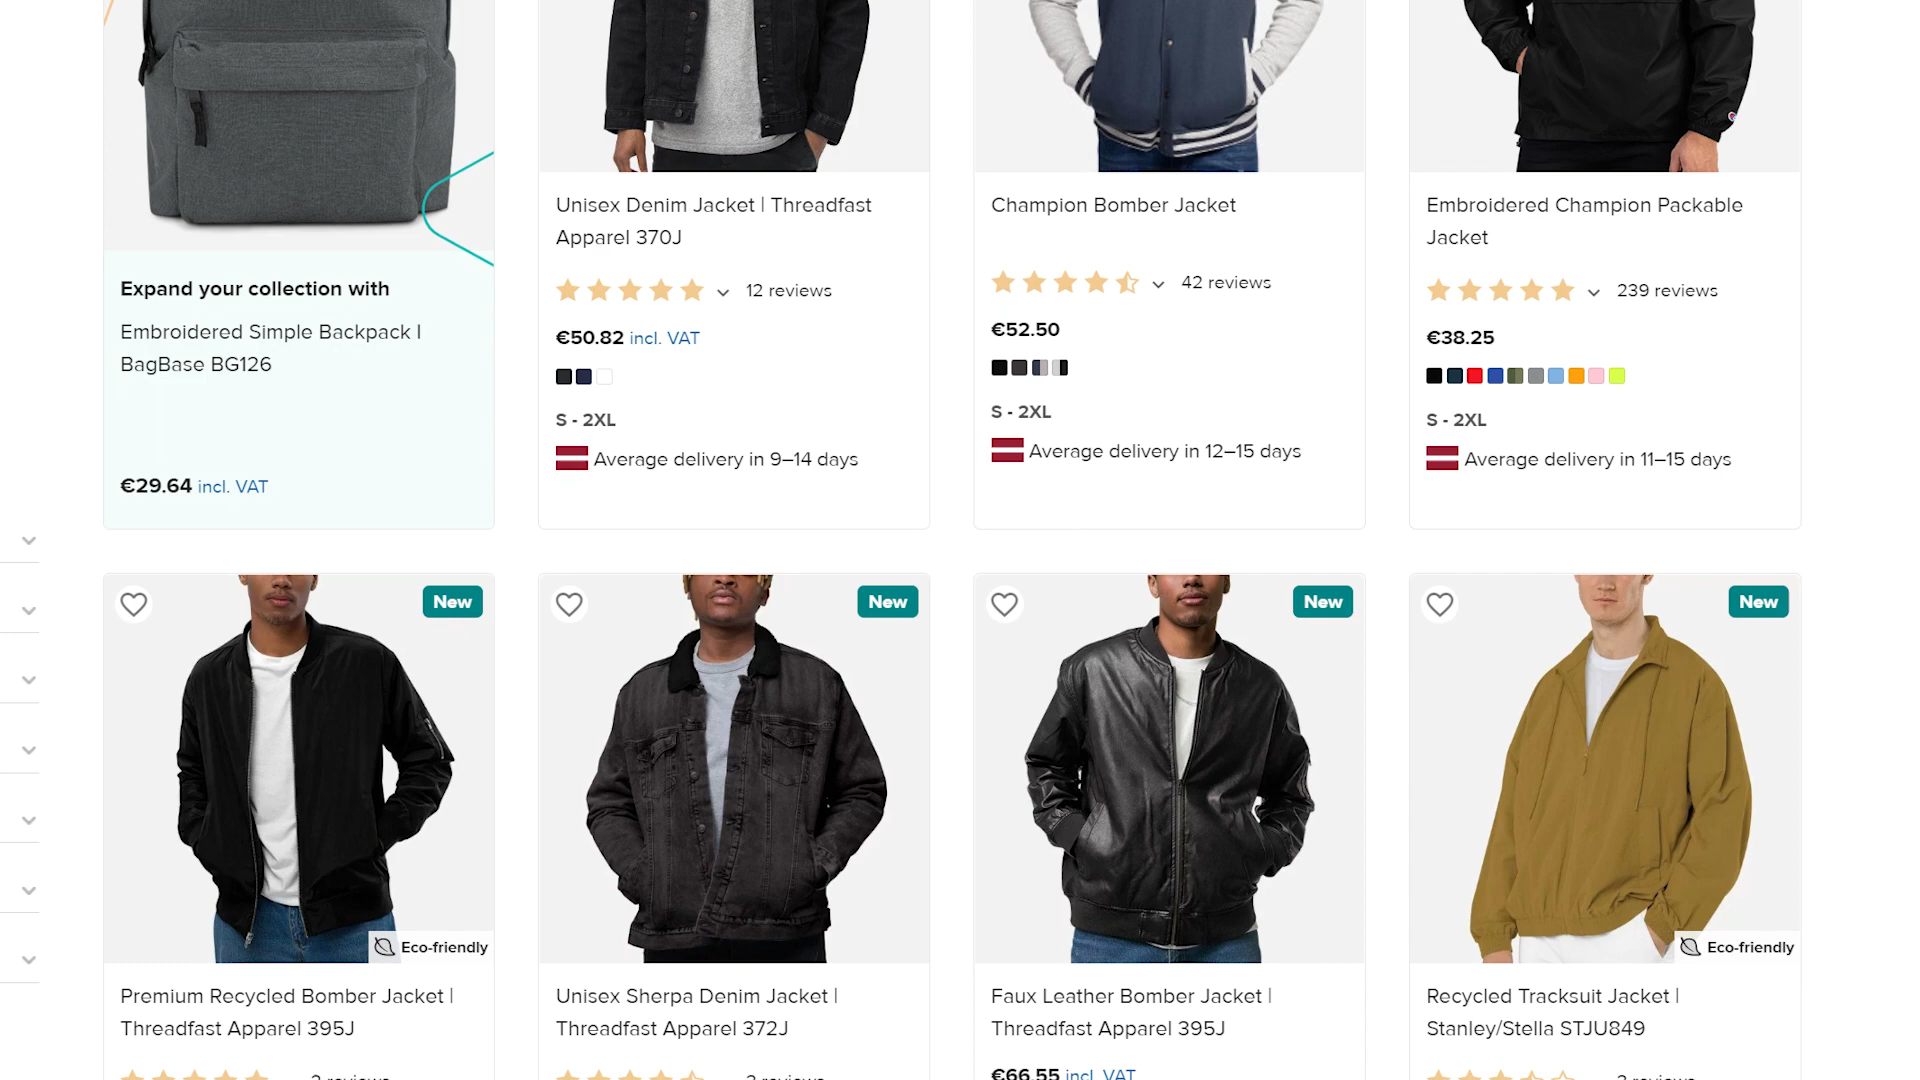 Expand your collection with
Embroidered Simple Backpack |
BagBase BG126
€29.64 incl. VAT
Unisex Denim Jacket | Threadfast
Apparel 370J
12 reviews
€50.82 incl. VAT
S - 2XL
Average delivery in 9–14 days
Champion Bomber Jacket
42 reviews
€52.50
S - 2XL
Average delivery in 12–15 days
Embroidered Champion Packable
Jacket
239 reviews
€38.25
S - 2XL
Average delivery in 11–15 days
New
Eco-friendly
Premium Recycled Bomber Jacket |
Threadfast Apparel 395J
2 reviews
New
Unisex Sherpa Denim Jacket |
Threadfast Apparel 372J
reviews
New
Faux Leather Bomber Jacket |
Threadfast Apparel 395J
€66.55 incl. VAT
New
Eco-friendly
Recycled Tracksuit Jacket |
Stanley/Stella STJU849
reviews